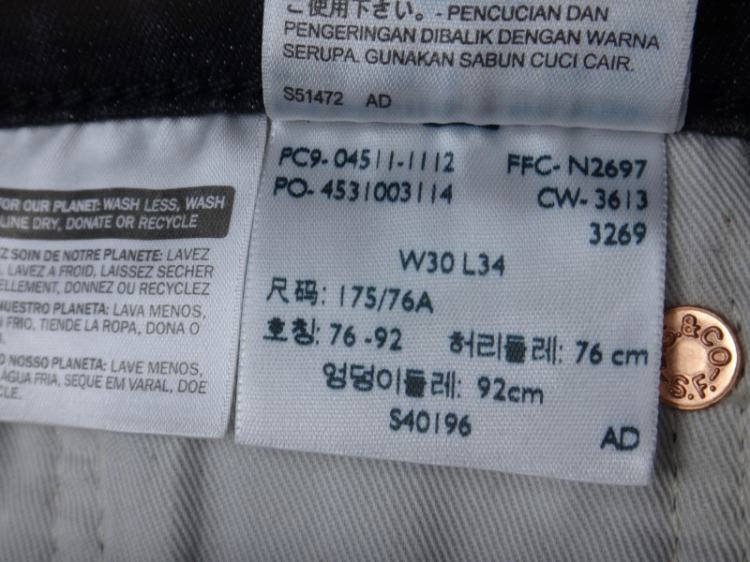 ご使用下さい。- PENCUCIAN DAN
PENGERINGAN DIBALIK DENGAN WARNA
SERUPA. GUNAKAN SABUN CUCI CAIR.
S51472 AD
FOR OUR PLANET: WASH LESS, WASH
LINE DRY, DONATE OR RECYCLE
Z SOIN DE NOTRE PLANETE: LAVEZ
LAVEZ A FROID, LAISSEZ SECHER
ELLEMENT, DONNEZ OU RECYCLEZ
NUESTRO PLANETA: LAVA MENOS,
FRIO, TIENDE LA ROPA, DONA O
NOSSO PLANETA: LAVE MENOS,
AGUA FRIA, SEQUE EM VARAL, DOE
CLE.
PC9- 04511-1112 FFC- N2697
PO- 4531003114 CW- 3613
3269
W30 L34
尺码: 175/76A
호칭: 76 -92 허리둘레: 76 cm
엉덩이둘레: 92cm
S40196 AD
&CO-
S.F.